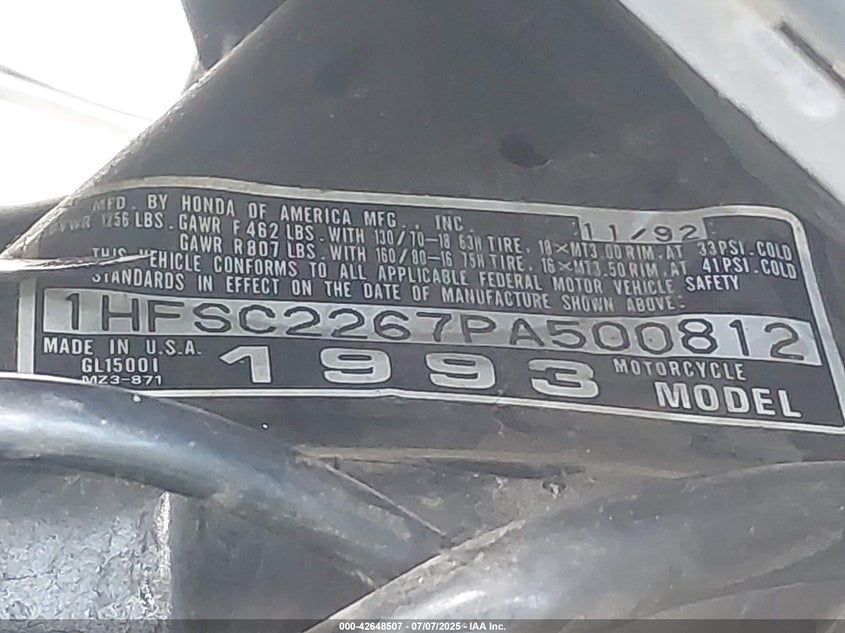 MFD. BY HONDA OF AMERICA MFG., INC. 11/92
GVWR 1256 LBS. GAWR F 462 LBS. WITH 130/70-18 63H TIRE, 18×MT3.00 RIM, AT 33 PSI. COLD
GAWR R 807 LBS. WITH 160/80-16 75H TIRE, 16×MT3.50 RIM, AT 41 PSI. COLD
THIS VEHICLE CONFORMS TO ALL APPLICABLE FEDERAL MOTOR VEHICLE SAFETY
STANDARDS IN EFFECT ON THE DATE OF MANUFACTURE SHOWN ABOVE:
1HFSC2267PA500812
MADE IN U.S.A.
GL1500I
MZ3-871
1993 MOTORCYCLE
MODEL
000-42648507 - 07/07/2025 - IAA Inc.